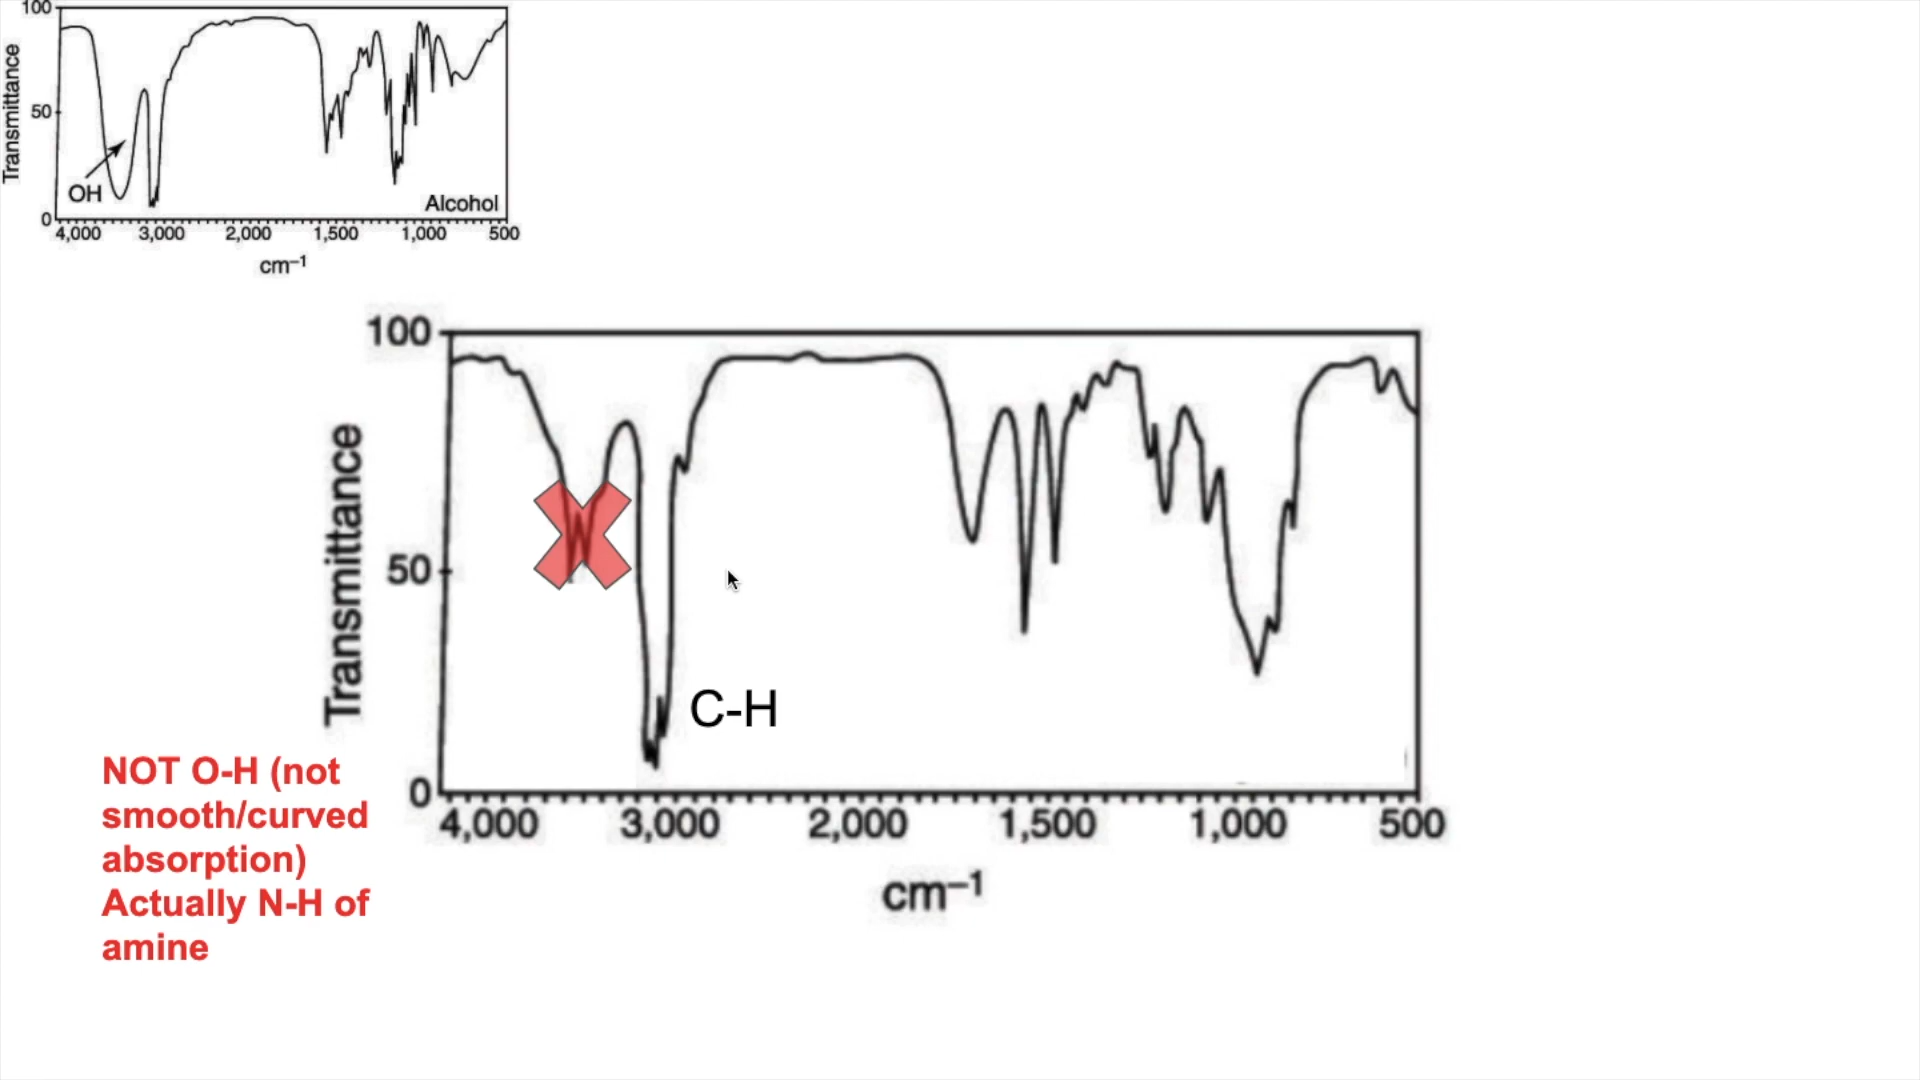 100
Transmittance
50
OH
Alcohol
0
4,000 3,000 2,000 1,500 1,000 500
cm–1
100
Transmittance
50
C-H
0
4,000 3,000 2,000 1,500 1,000 500
cm–1
NOT O-H (not
smooth/curved
absorption)
Actually N-H of
amine